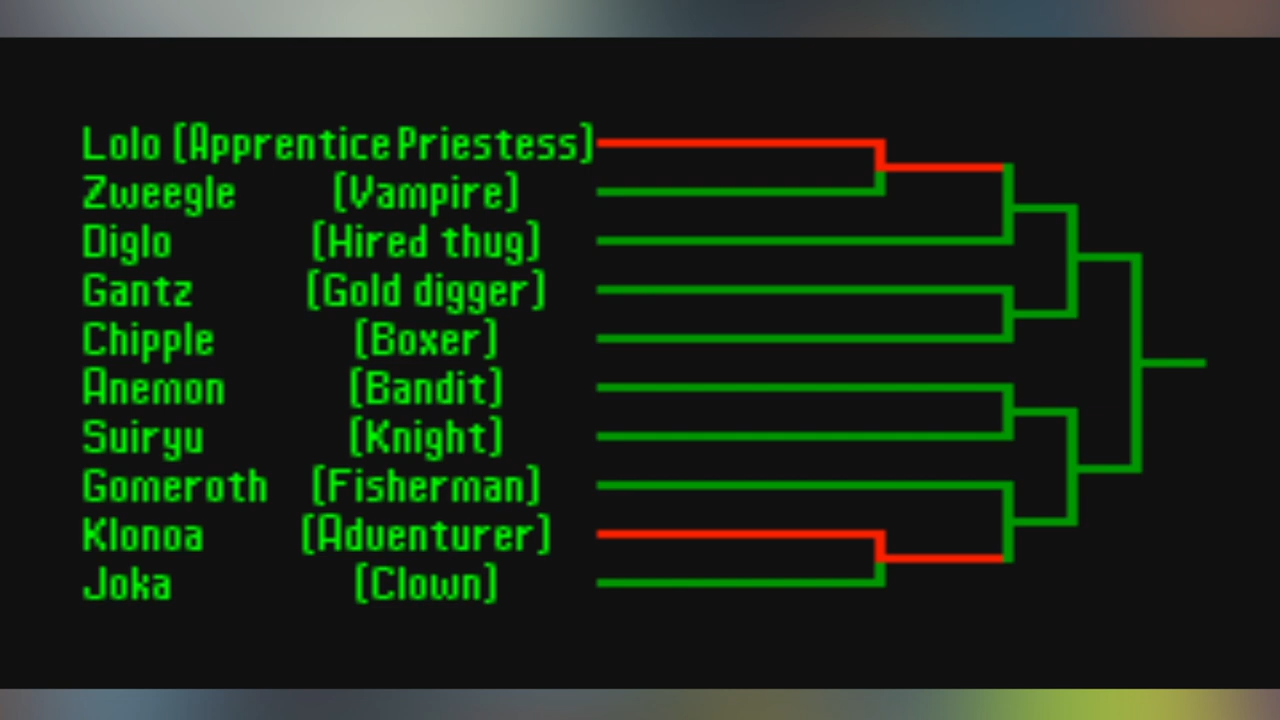 Lolo (Apprentice Priestess)
Zweegle (Vampire)
Diglo (Hired thug)
Gantz (Gold digger)
Chipple (Boxer)
Anemon (Bandit)
Suiryu (Knight)
Gomeroth (Fisherman)
Klonoa (Adventurer)
Joka (Clown)